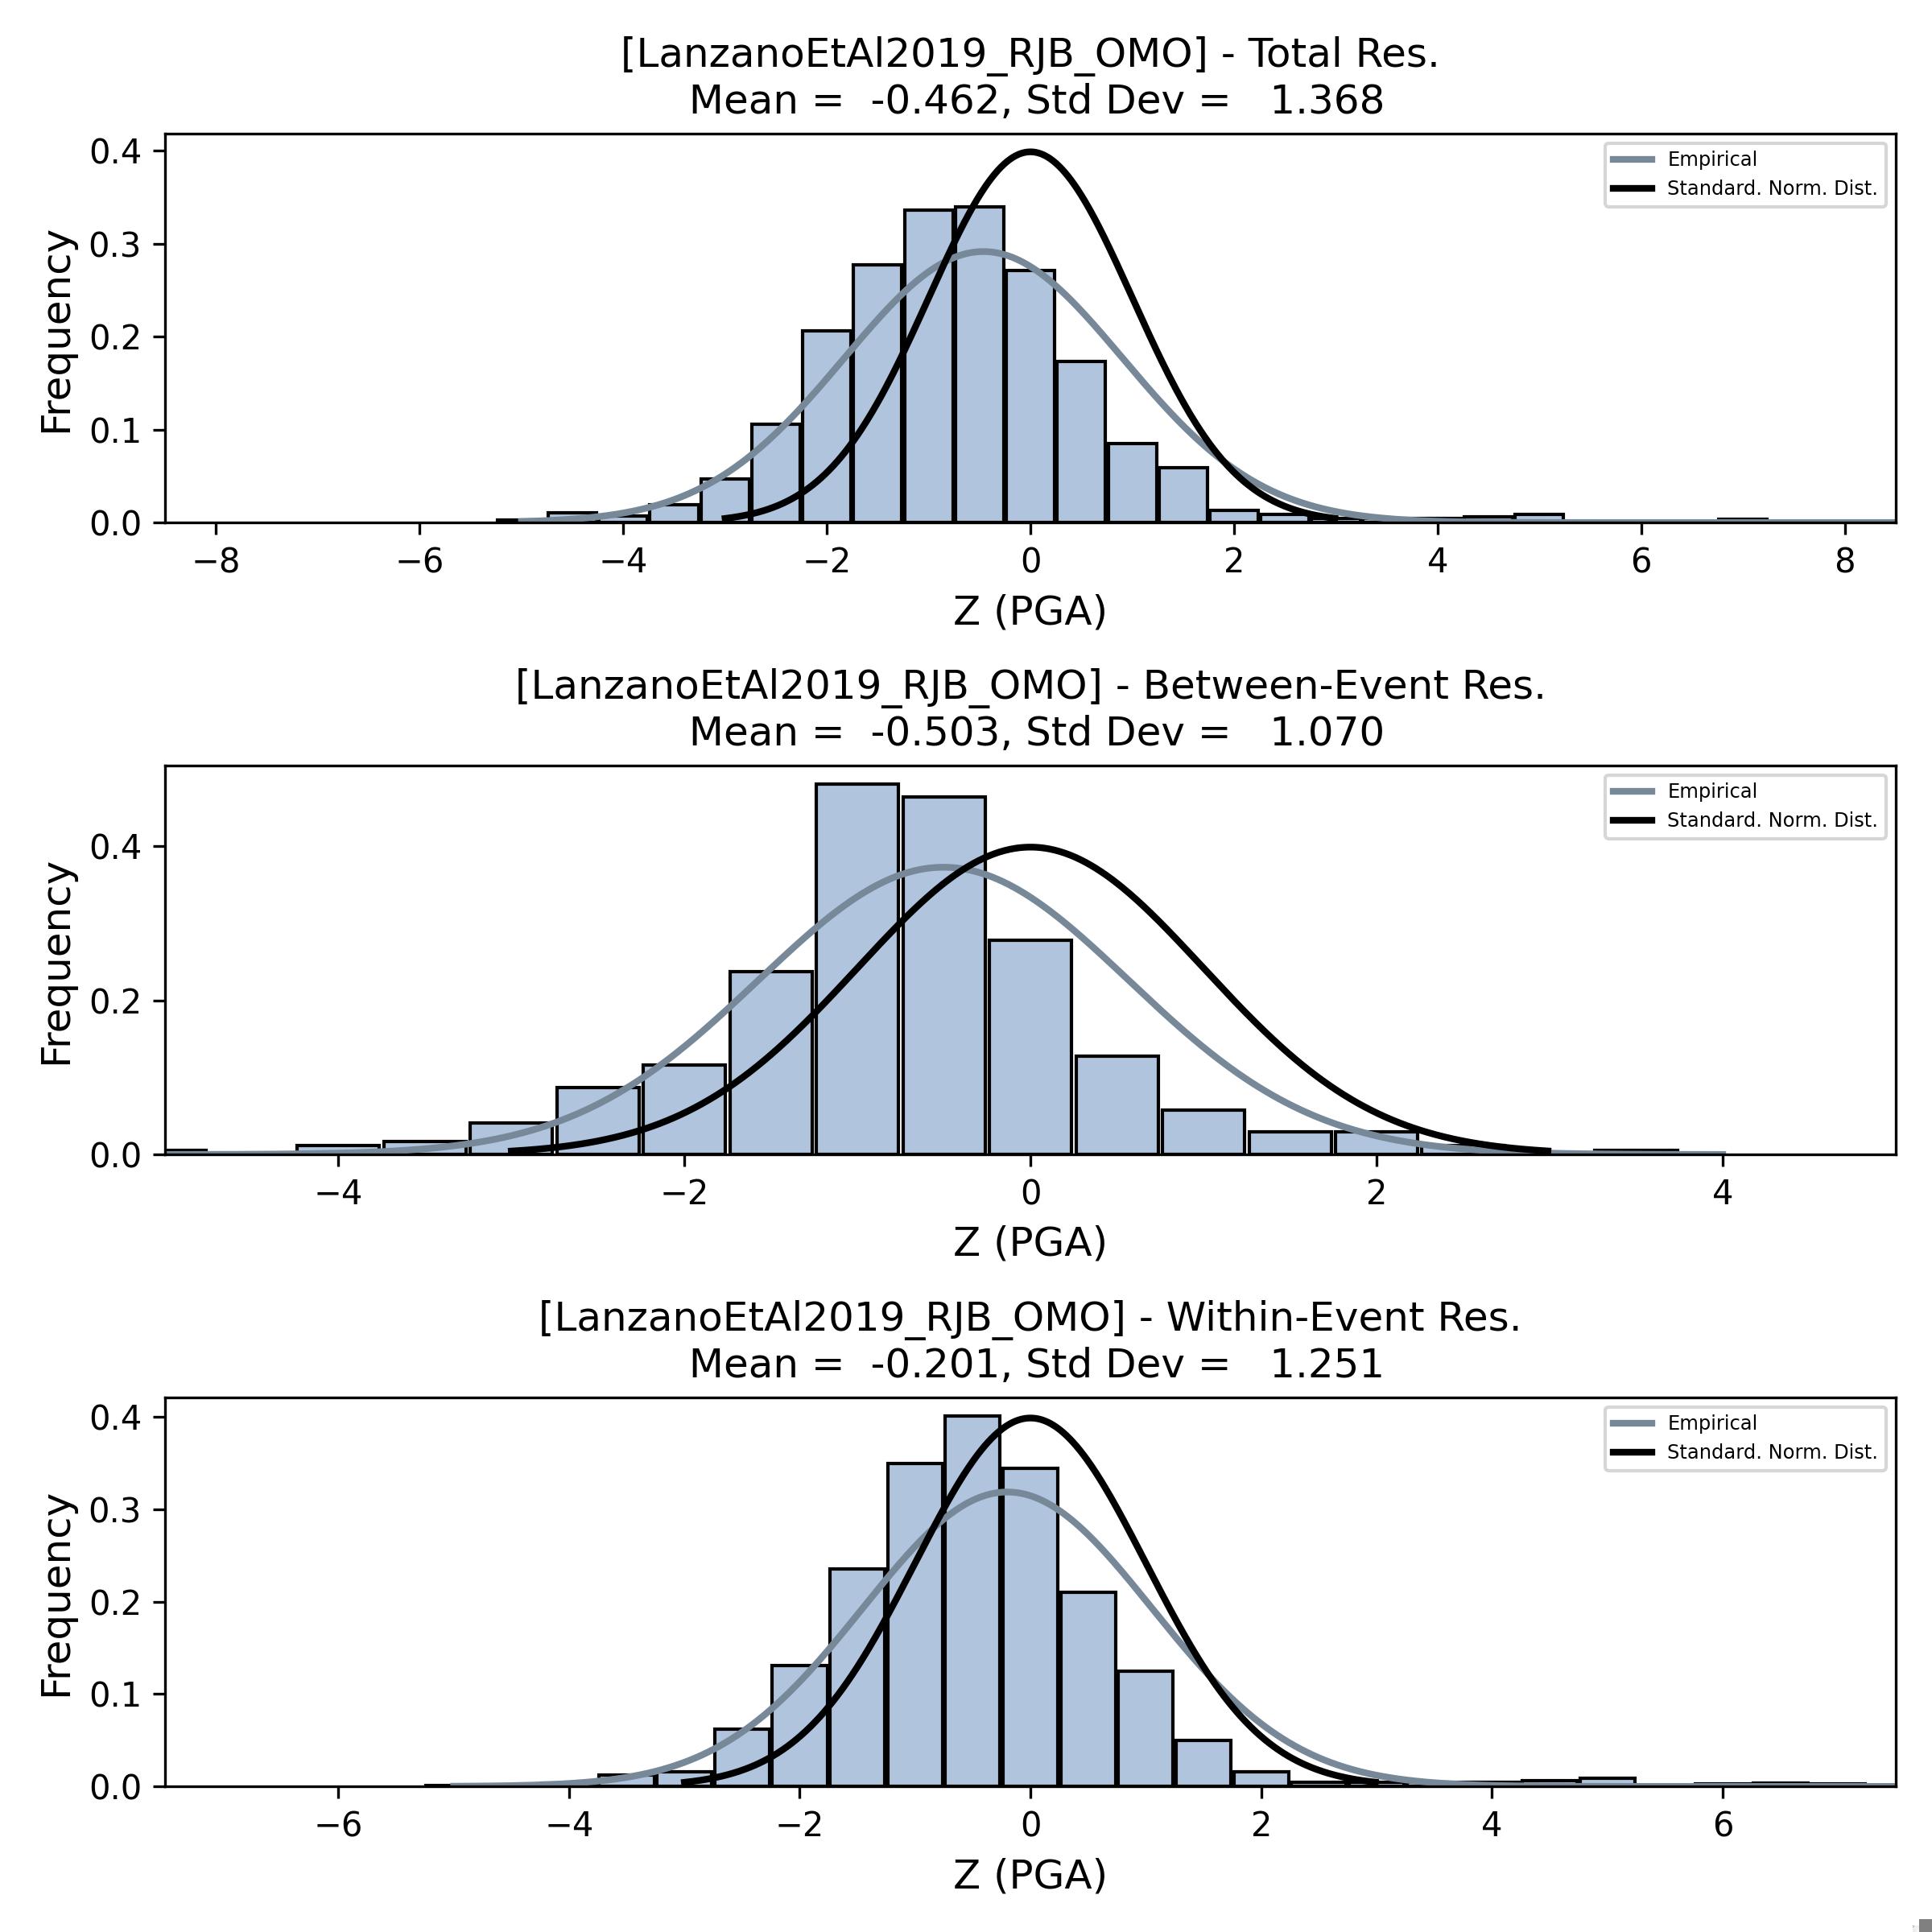 [LanzanoEtAl2019_RJB_OMO] - Total Res.
Mean =  -0.462, Std Dev =   1.368
Empirical
Standard. Norm. Dist.
Frequency
0.4
0.3
0.2
0.1
0.0
−8 −6 −4 −2 0 2 4 6 8
Z (PGA)
[LanzanoEtAl2019_RJB_OMO] - Between-Event Res.
Mean =  -0.503, Std Dev =   1.070
Empirical
Standard. Norm. Dist.
Frequency
0.4
0.2
0.0
−4 −2 0 2 4
Z (PGA)
[LanzanoEtAl2019_RJB_OMO] - Within-Event Res.
Mean =  -0.201, Std Dev =   1.251
Empirical
Standard. Norm. Dist.
Frequency
0.4
0.3
0.2
0.1
0.0
−6 −4 −2 0 2 4 6
Z (PGA)